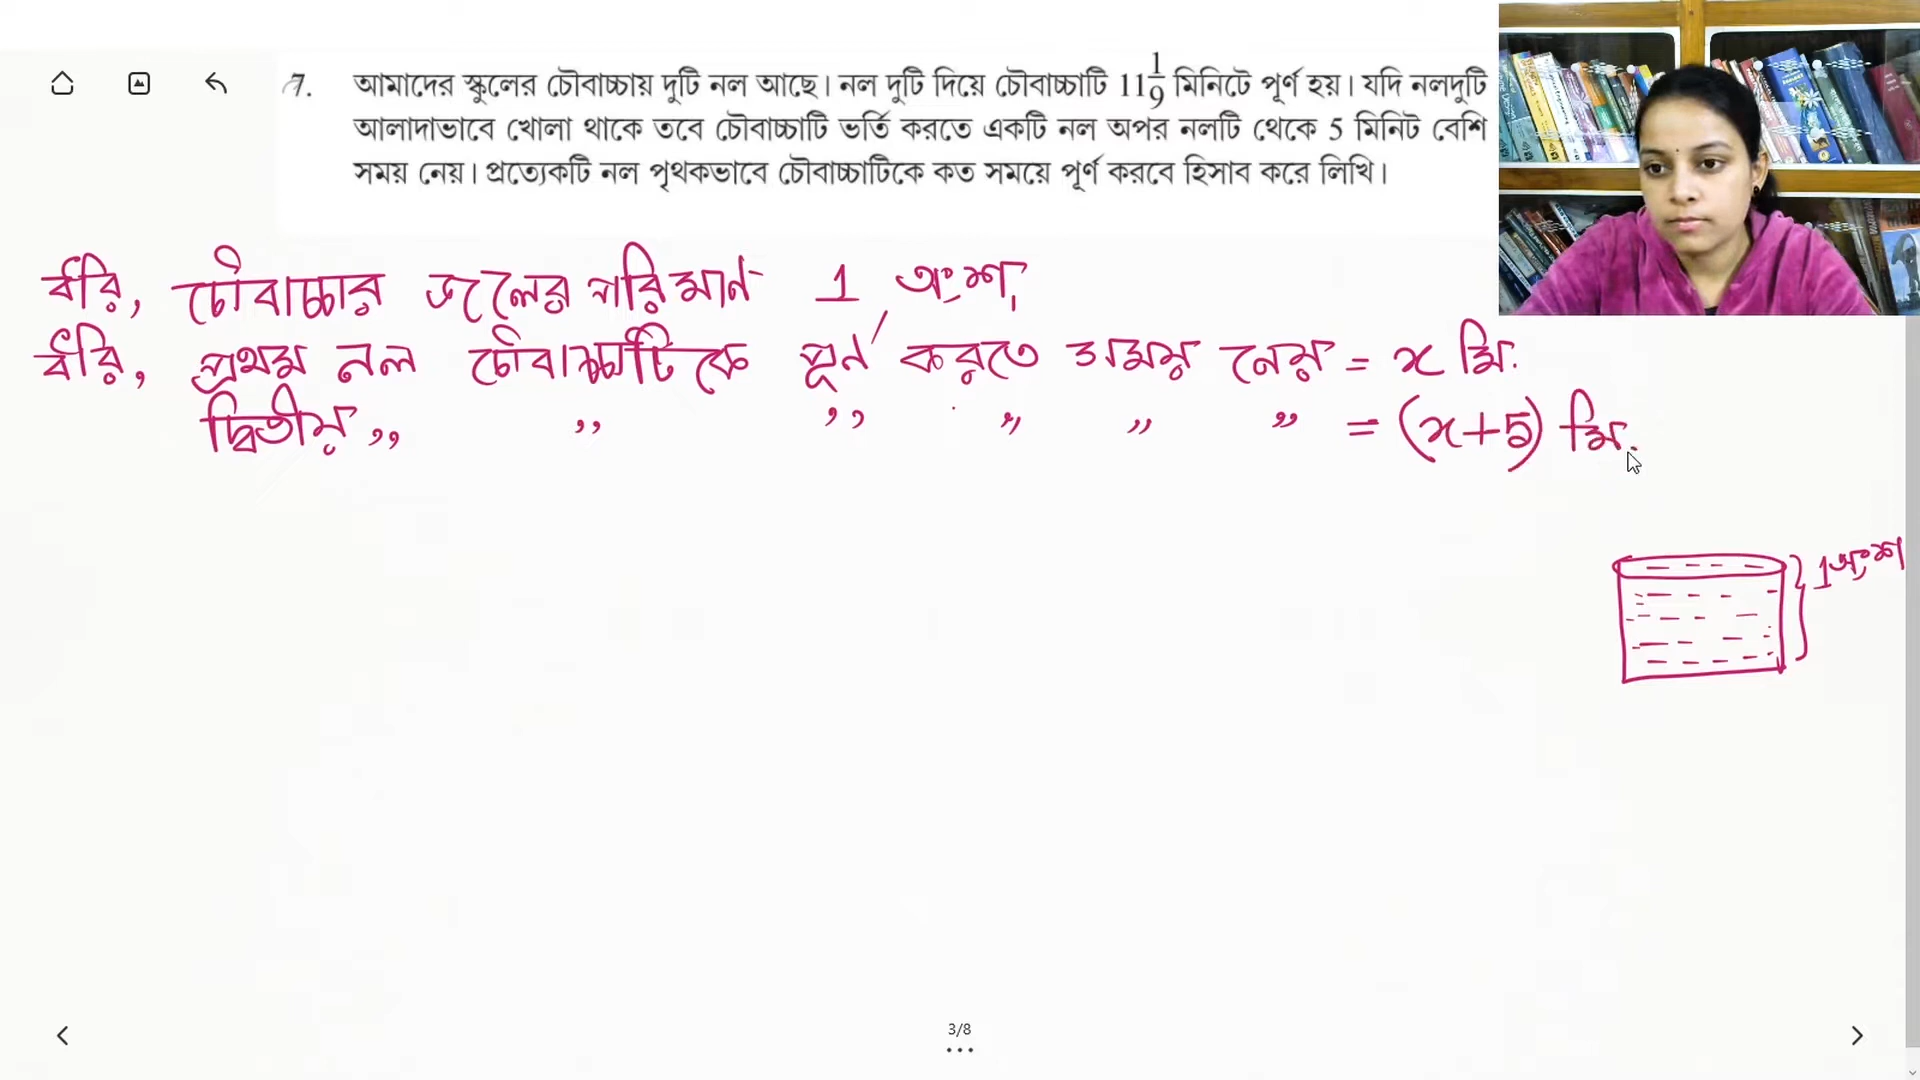 7. আমাদের স্কুলের চৌবাচ্চায় দুটি নল আছে। নল দুটি দিয়ে চৌবাচ্চাটি 11 1/9 মিনিটে পূর্ণ হয়। যদি নলদুটি
আলাদাভাবে খোলা থাকে তবে চৌবাচ্চাটি ভর্তি করতে একটি নল অপর নলটি থেকে 5 মিনিট বেশি
সময় নেয়। প্রত্যেকটি নল পৃথকভাবে চৌবাচ্চাটিকে কত সময়ে পূর্ণ করবে হিসাব করে লিখি।
ধরি, চৌবাচ্চার জলের পরিমান 1 অংশ,
ধরি, প্রথম নল চৌবাচ্চাটিকে পূর্ন করতে সময় নেয় = x মি.
দ্বিতীয় ,, ,, ,, ,, ,, ,, = (x+5) মি.
1 অংশ
3/8